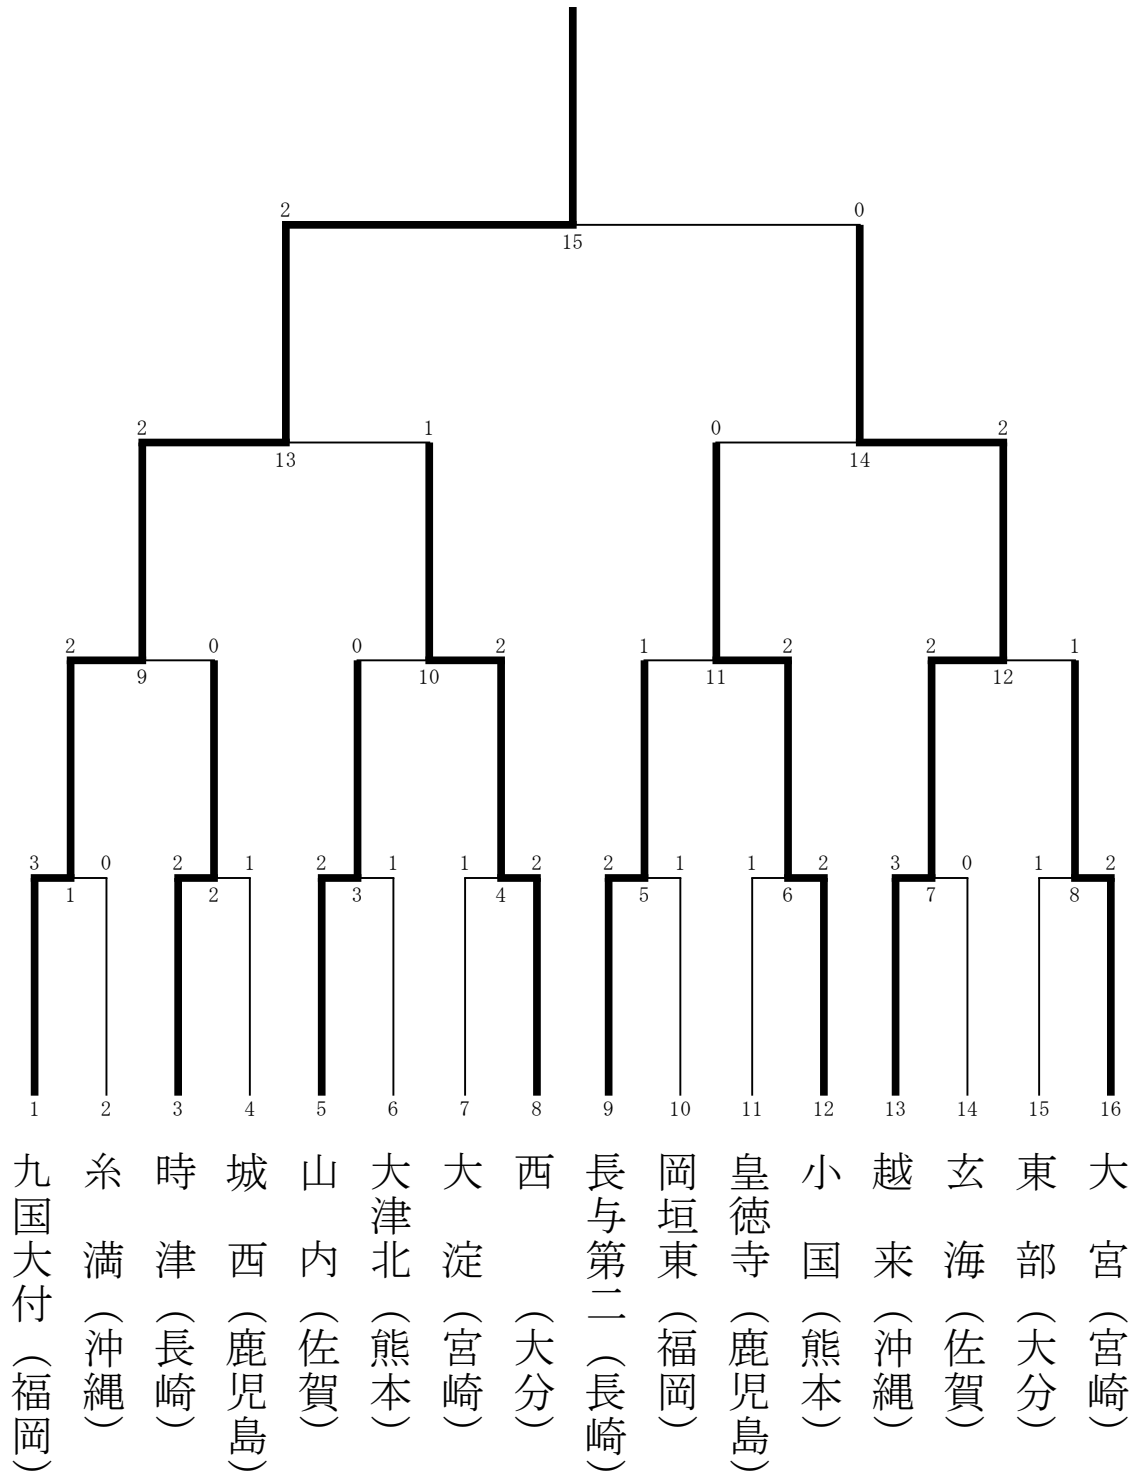 2 0
15
2 1 0 2
13 14
2 0 0 2 1 2 2 1
9 10 11 12
3 0 2 1 2 1 1 2 2 1 1 2 3 0 1 2
1 2 3 4 5 6 7 8
1 2 3 4 5 6 7 8 9 10 11 12 13 14 15 16
九国大付（福岡）
糸満（沖縄）
時津（長崎）
城西（鹿児島）
山内（佐賀）
大津北（熊本）
大淀（宮崎）
西（大分）
長与第二（長崎）
岡垣東（福岡）
皇徳寺（鹿児島）
小国（熊本）
越来（沖縄）
玄海（佐賀）
東部（大分）
大宮（宮崎）